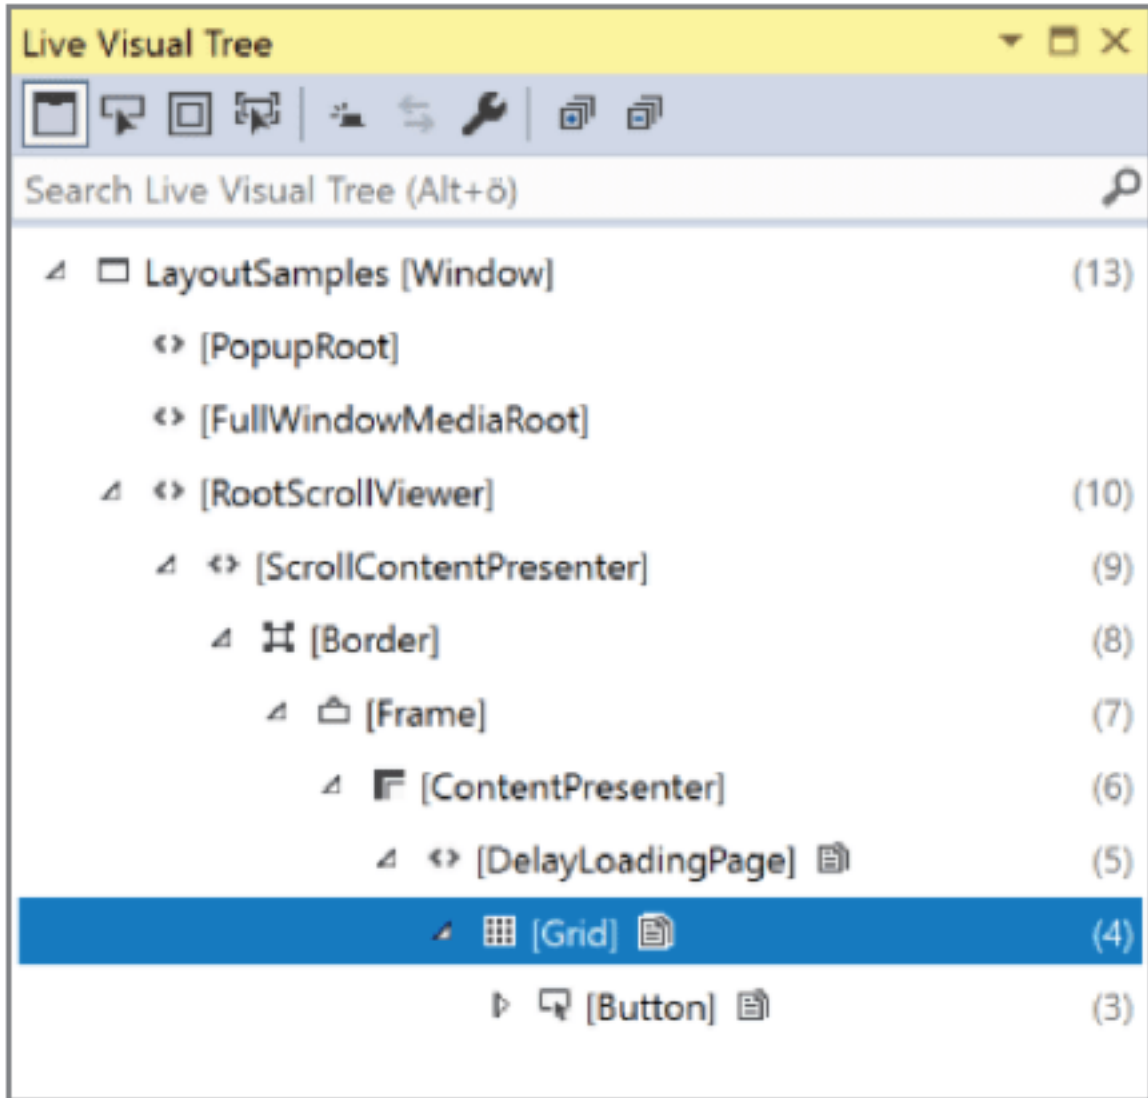 Live Visual Tree
Search Live Visual Tree (Alt+ö)
LayoutSamples [Window] (13)
[PopupRoot]
[FullWindowMediaRoot]
[RootScrollViewer] (10)
[ScrollContentPresenter] (9)
[Border] (8)
[Frame] (7)
[ContentPresenter] (6)
[DelayLoadingPage] (5)
[Grid] (4)
[Button] (3)